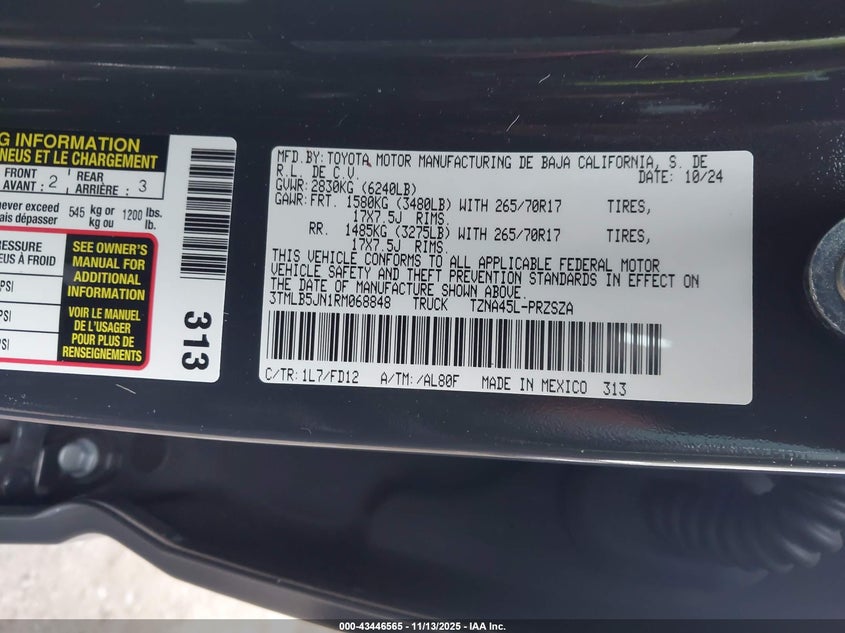 G INFORMATION
NEUS ET LE CHARGEMENT
FRONT
AVANT : 2
REAR
ARRIÈRE : 3
never exceed
ais dépasser
545 kg or
kg ou
1200 lbs.
lb.
PRESSURE
EUS À FROID
PSI
PSI
PSI
SEE OWNER'S
MANUAL FOR
ADDITIONAL
INFORMATION
VOIR LE MANUEL
DE L'USAGER
POUR PLUS DE
RENSEIGNEMENTS
313
MFD.BY:TOYOTA MOTOR MANUFACTURING DE BAJA CALIFORNIA, S. DE
R.L. DE C.V. DATE: 10/24
GVWR:2830KG (6240LB)
GAWR:FRT. 1580KG (3480LB) WITH 265/70R17 TIRES,
17X7.5J RIMS.
RR. 1485KG (3275LB) WITH 265/70R17 TIRES,
17X7.5J RIMS.
THIS VEHICLE CONFORMS TO ALL APPLICABLE FEDERAL MOTOR
VEHICLE SAFETY AND THEFT PREVENTION STANDARDS IN EFFECT ON
THE DATE OF MANUFACTURE SHOWN ABOVE.
3TMLB5JN1RM068848 TRUCK TZNA45L-PRZSZA
C/TR:1L7/FD12 A/TM:/AL80F MADE IN MEXICO 313
000-43446565 - 11/13/2025 - IAA Inc.